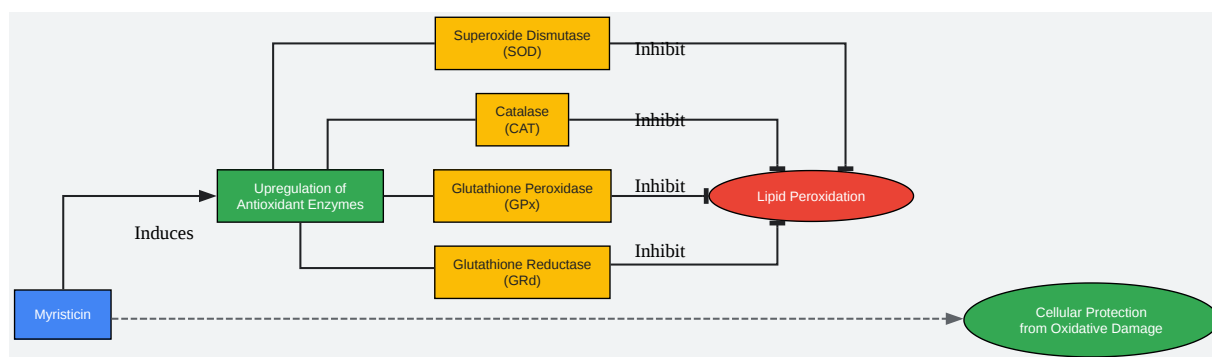 Superoxide Dismutase
(SOD)
Inhibit
Catalase
(CAT)
Inhibit
Upregulation of
Antioxidant Enzymes
Glutathione Peroxidase
(GPx)
Inhibit
Lipid Peroxidation
Induces
Glutathione Reductase
(GRd)
Inhibit
Myristicin
Cellular Protection
from Oxidative Damage